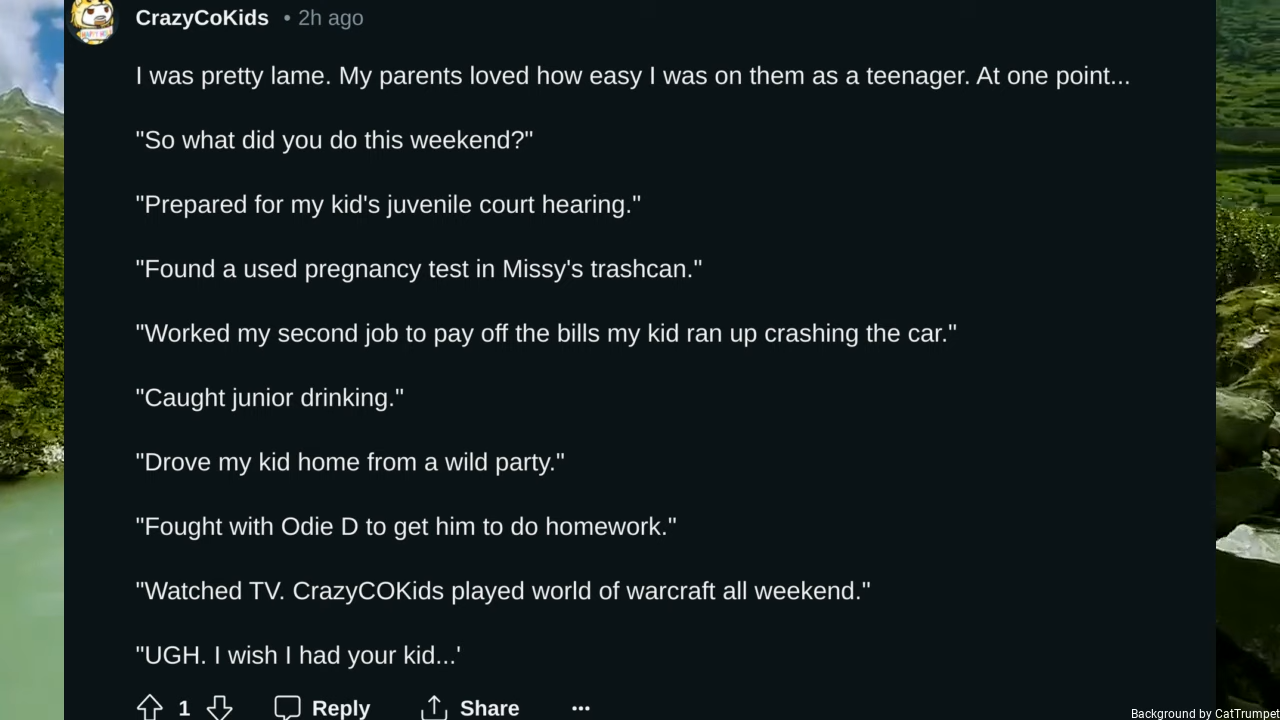 CrazyCoKids • 2h ago
I was pretty lame. My parents loved how easy I was on them as a teenager. At one point...
"So what did you do this weekend?"
"Prepared for my kid's juvenile court hearing."
"Found a used pregnancy test in Missy's trashcan."
"Worked my second job to pay off the bills my kid ran up crashing the car."
"Caught junior drinking."
"Drove my kid home from a wild party."
"Fought with Odie D to get him to do homework."
"Watched TV. CrazyCOKids played world of warcraft all weekend."
"UGH. I wish I had your kid...'
1 Reply Share ...
Background by CatTrumpet